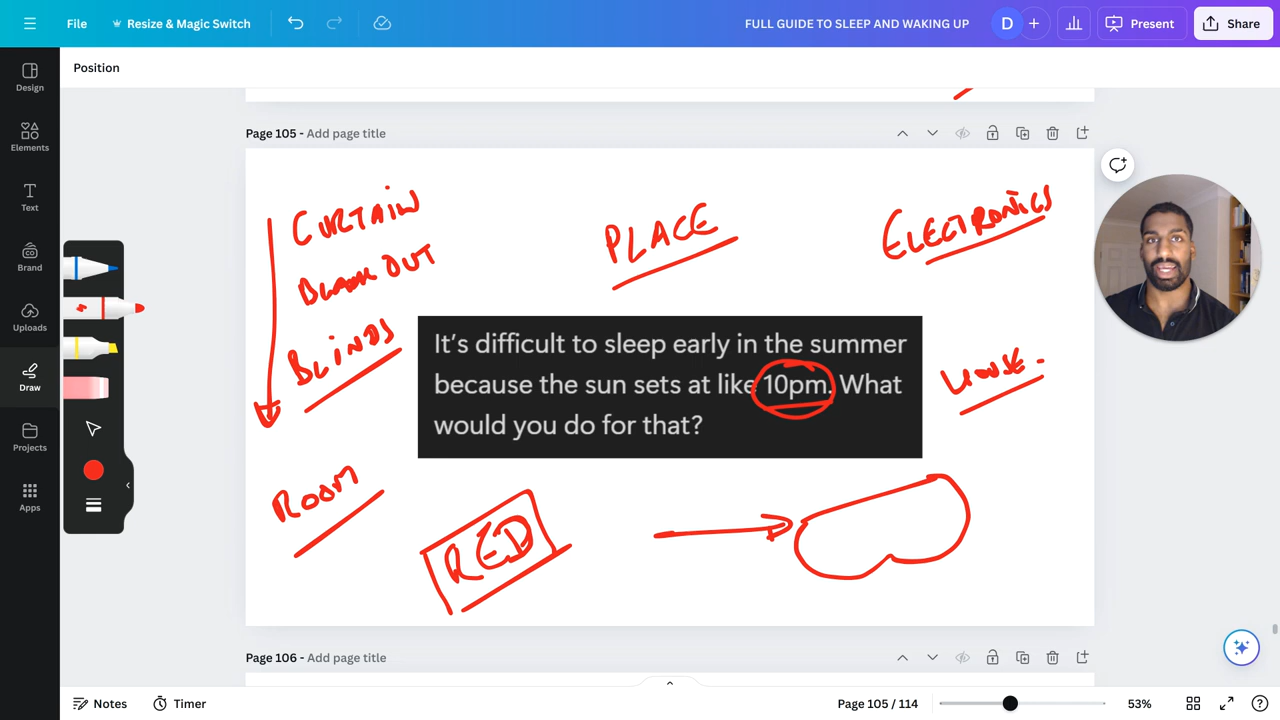 File
Resize & Magic Switch
FULL GUIDE TO SLEEP AND WAKING UP
D
Present
Share
Position
Design
Elements
Text
Brand
Uploads
Draw
Projects
Apps
Page 105 - Add page title
CURTAIN
BLACK OUT
BLINDS
PLACE
ELECTRONICS
It's difficult to sleep early in the summer
because the sun sets at like 10pm. What
would you do for that?
HOUSE.
ROOM
RED
Page 106 - Add page title
Notes
Timer
Page 105 / 114
53%